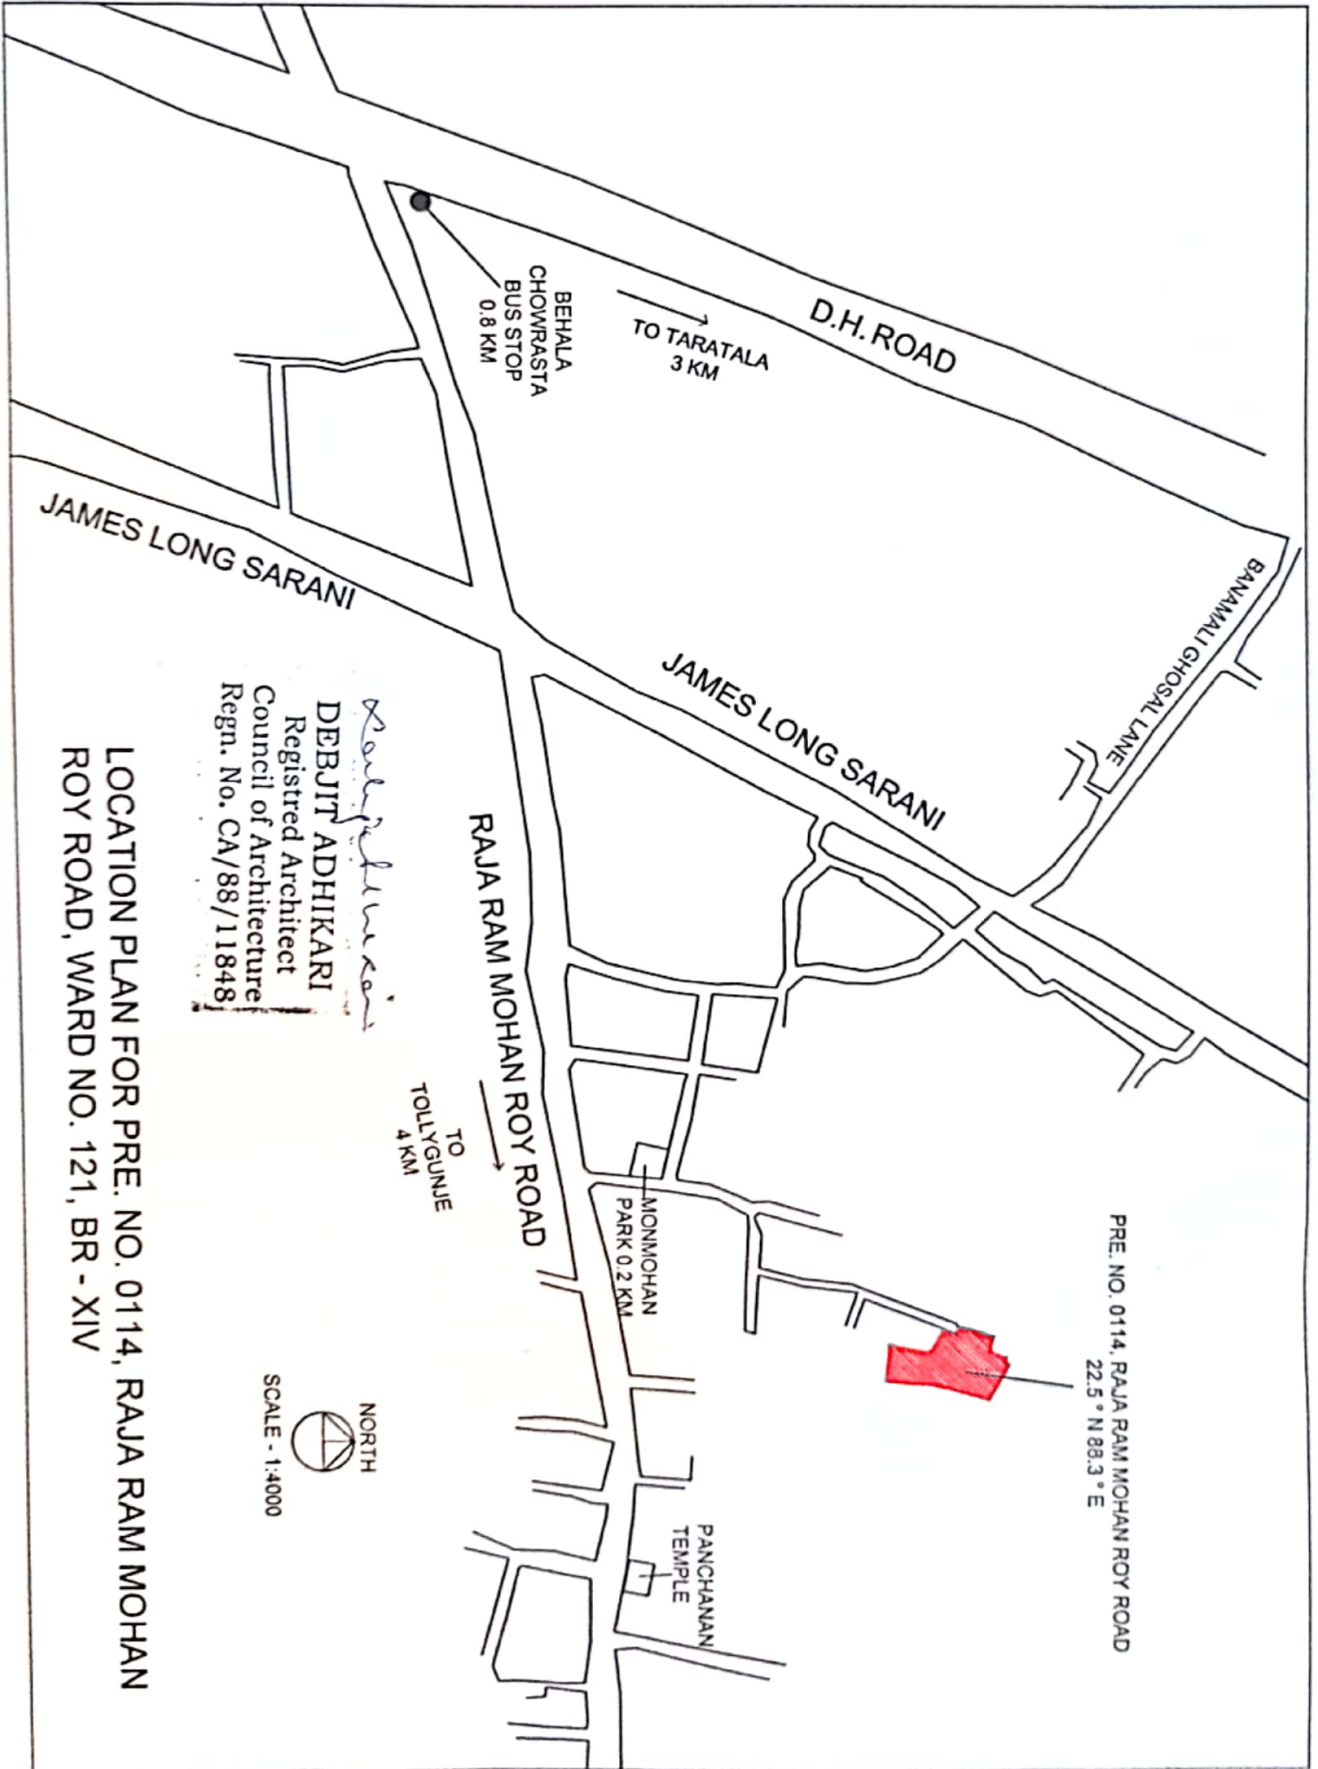 PRE. NO. 0114, RAJA RAM MOHAN ROY ROAD
22.5 ° N 88.3 ° E
BANAMALI GHOSAL LANE
D.H. ROAD
TO TARATALA
3 KM
BEHALA
CHOWRASTA
BUS STOP
0.8 KM
JAMES LONG SARANI
JAMES LONG SARANI
PANCHANAN
TEMPLE
MONMOHAN
PARK 0.2 KM
RAJA RAM MOHAN ROY ROAD
TO
TOLLYGUNJE
4 KM
DEBJIT ADHIKARI
Registred Architect
Council of Architecture
Regn. No. CA/88/11848
NORTH
SCALE - 1:4000
LOCATION PLAN FOR PRE. NO. 0114, RAJA RAM MOHAN
ROY ROAD, WARD NO. 121, BR - XIV